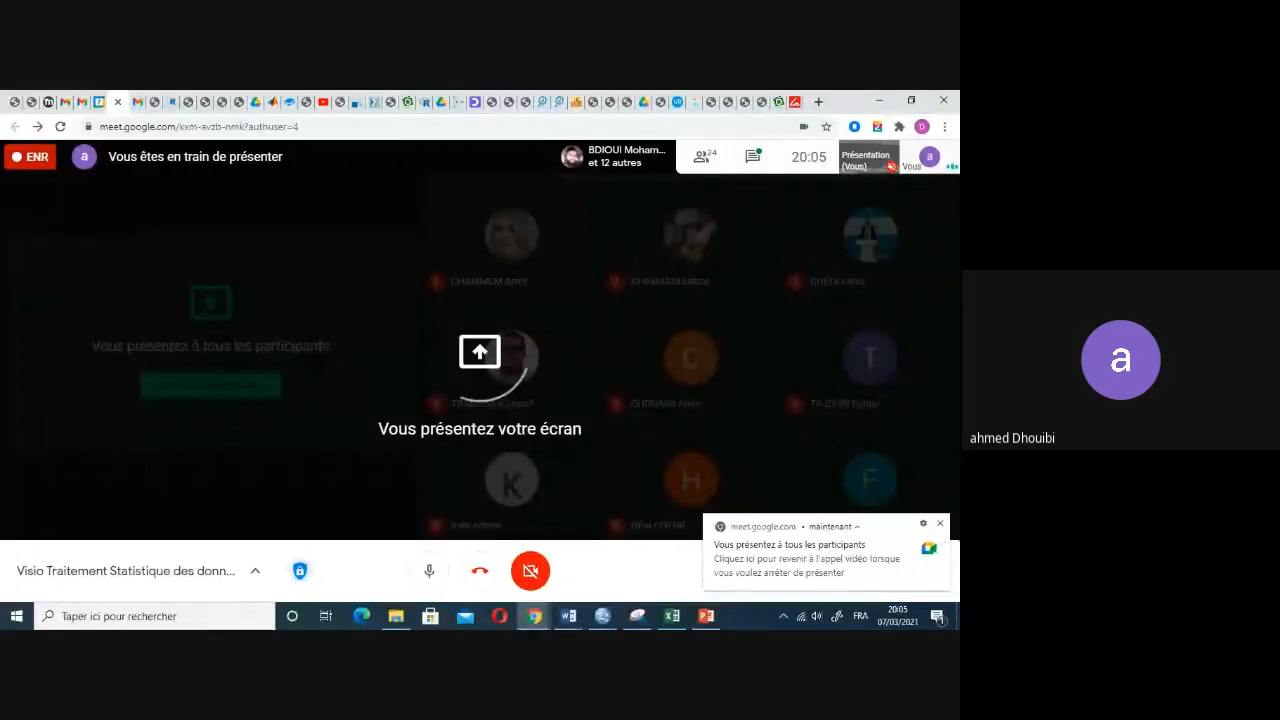 meet.google.com/kxm-avzb-nmk?authuser=4
ENR
a
Vous êtes en train de présenter
BDIOUI Moham...
et 12 autres
24
20:05
Présentation
(Vous)
a
Vous
DHAMMEM Amel
Vous présentez à tous les participants
C
T
Vous présentez votre écran
K
H
F
meet.google.com • maintenant
Vous présentez à tous les participants
Cliquez ici pour revenir à l'appel vidéo lorsque
vous voulez arrêter de présenter
Visio Traitement Statistique des donn...
Taper ici pour rechercher
FRA
20:05
07/03/2021
1
a
ahmed Dhouibi